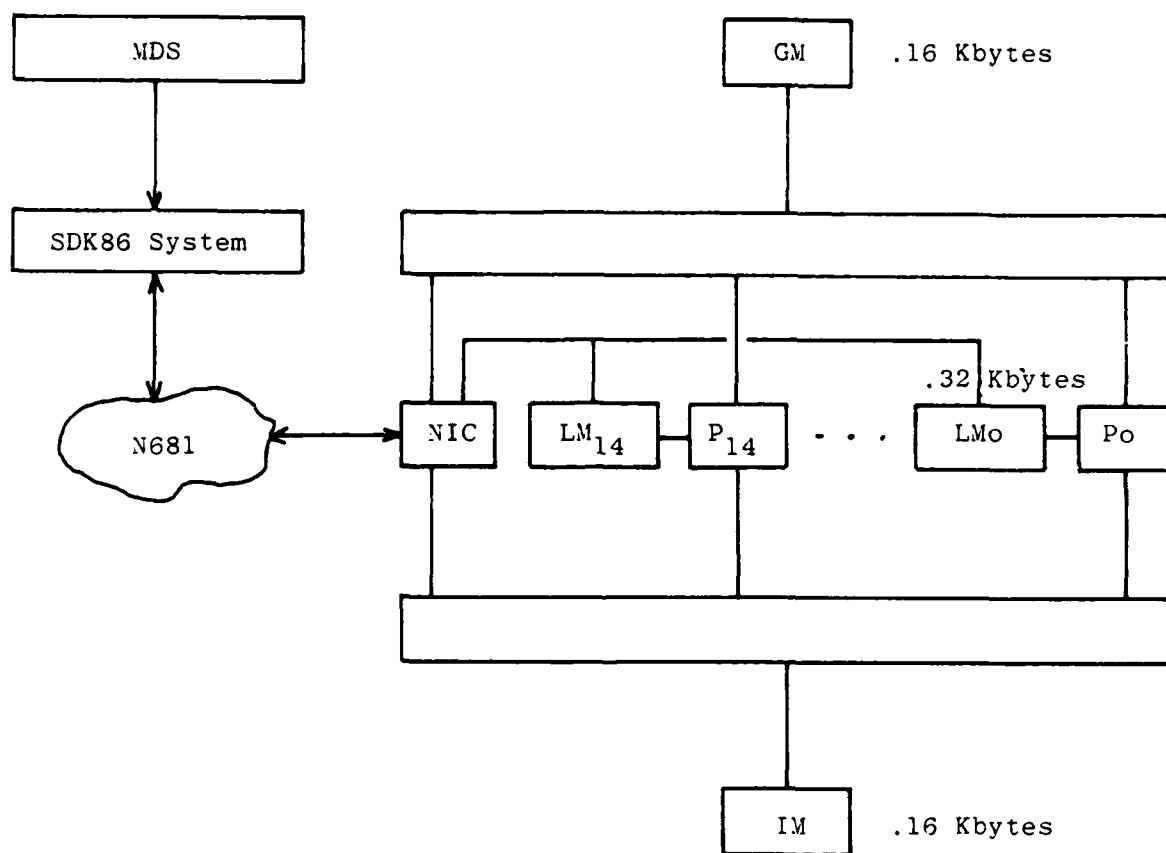 MDS
GM .16 Kbytes
SDK86 System
.32 Kbytes
N681
NIC LM14 P14 - - . . . LMo Po
IM .16 Kbytes